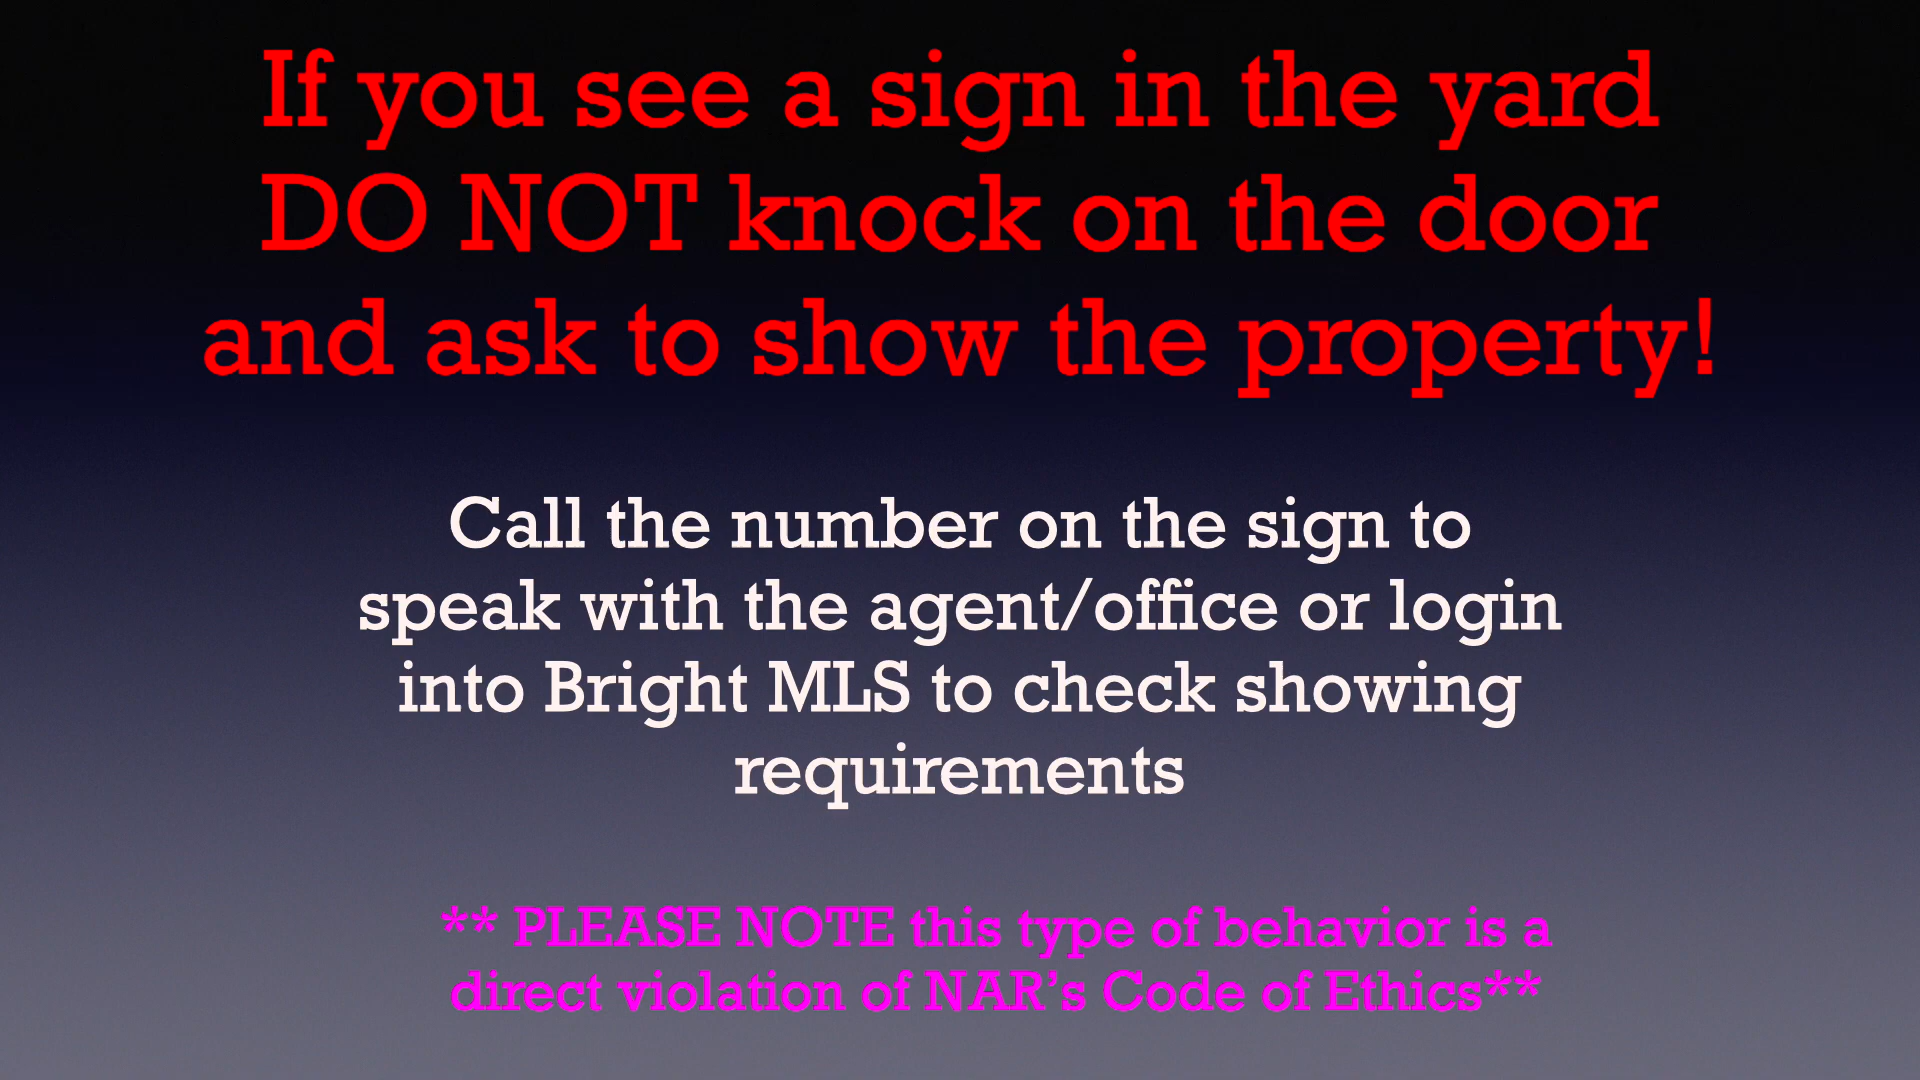 If you see a sign in the yard
DO NOT knock on the door
and ask to show the property!
Call the number on the sign to
speak with the agent/office or login
into Bright MLS to check showing
requirements
** PLEASE NOTE this type of behavior is a
direct violation of NAR’s Code of Ethics**